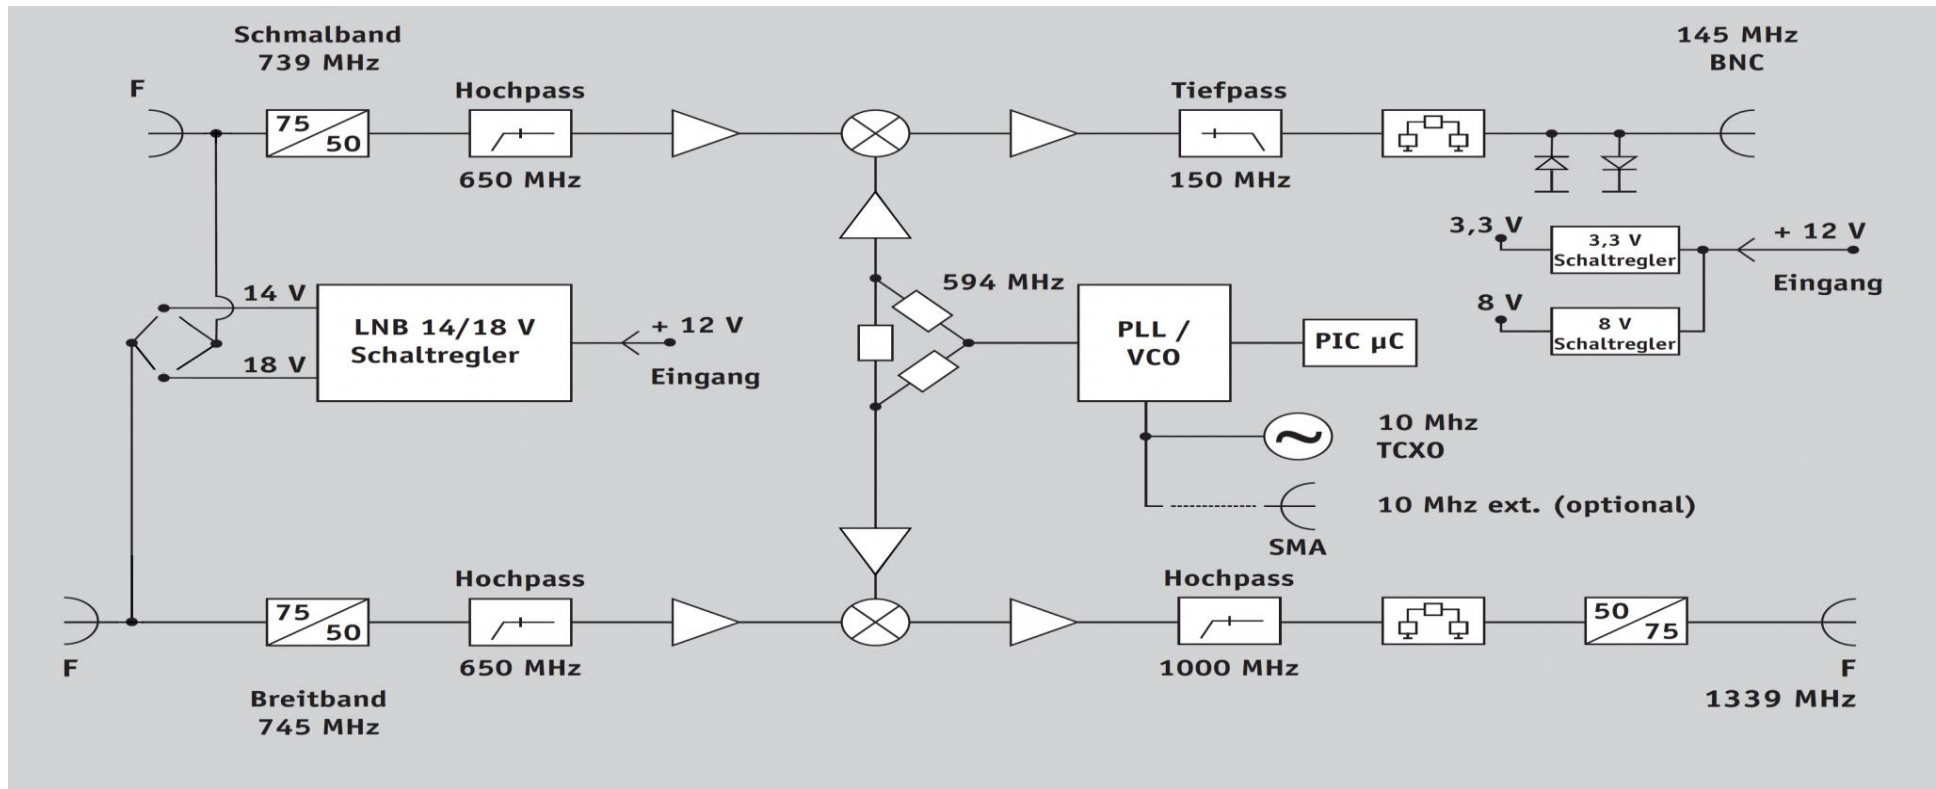 Schmalband
739 MHz
145 MHz
BNC
F
Hochpass
Tiefpass
75
50
650 MHz
150 MHz
3,3 V
3,3 V
Schaltregler
+ 12 V
Eingang
594 MHz
14 V
8 V
8 V
Schaltregler
LNB 14/18 V
Schaltregler
+ 12 V
Eingang
PLL /
VCO
PIC µC
18 V
10 Mhz
TCXO
10 Mhz ext. (optional)
SMA
Hochpass
Hochpass
75
50
50
75
F
650 MHz
1000 MHz
F
1339 MHz
Breitband
745 MHz